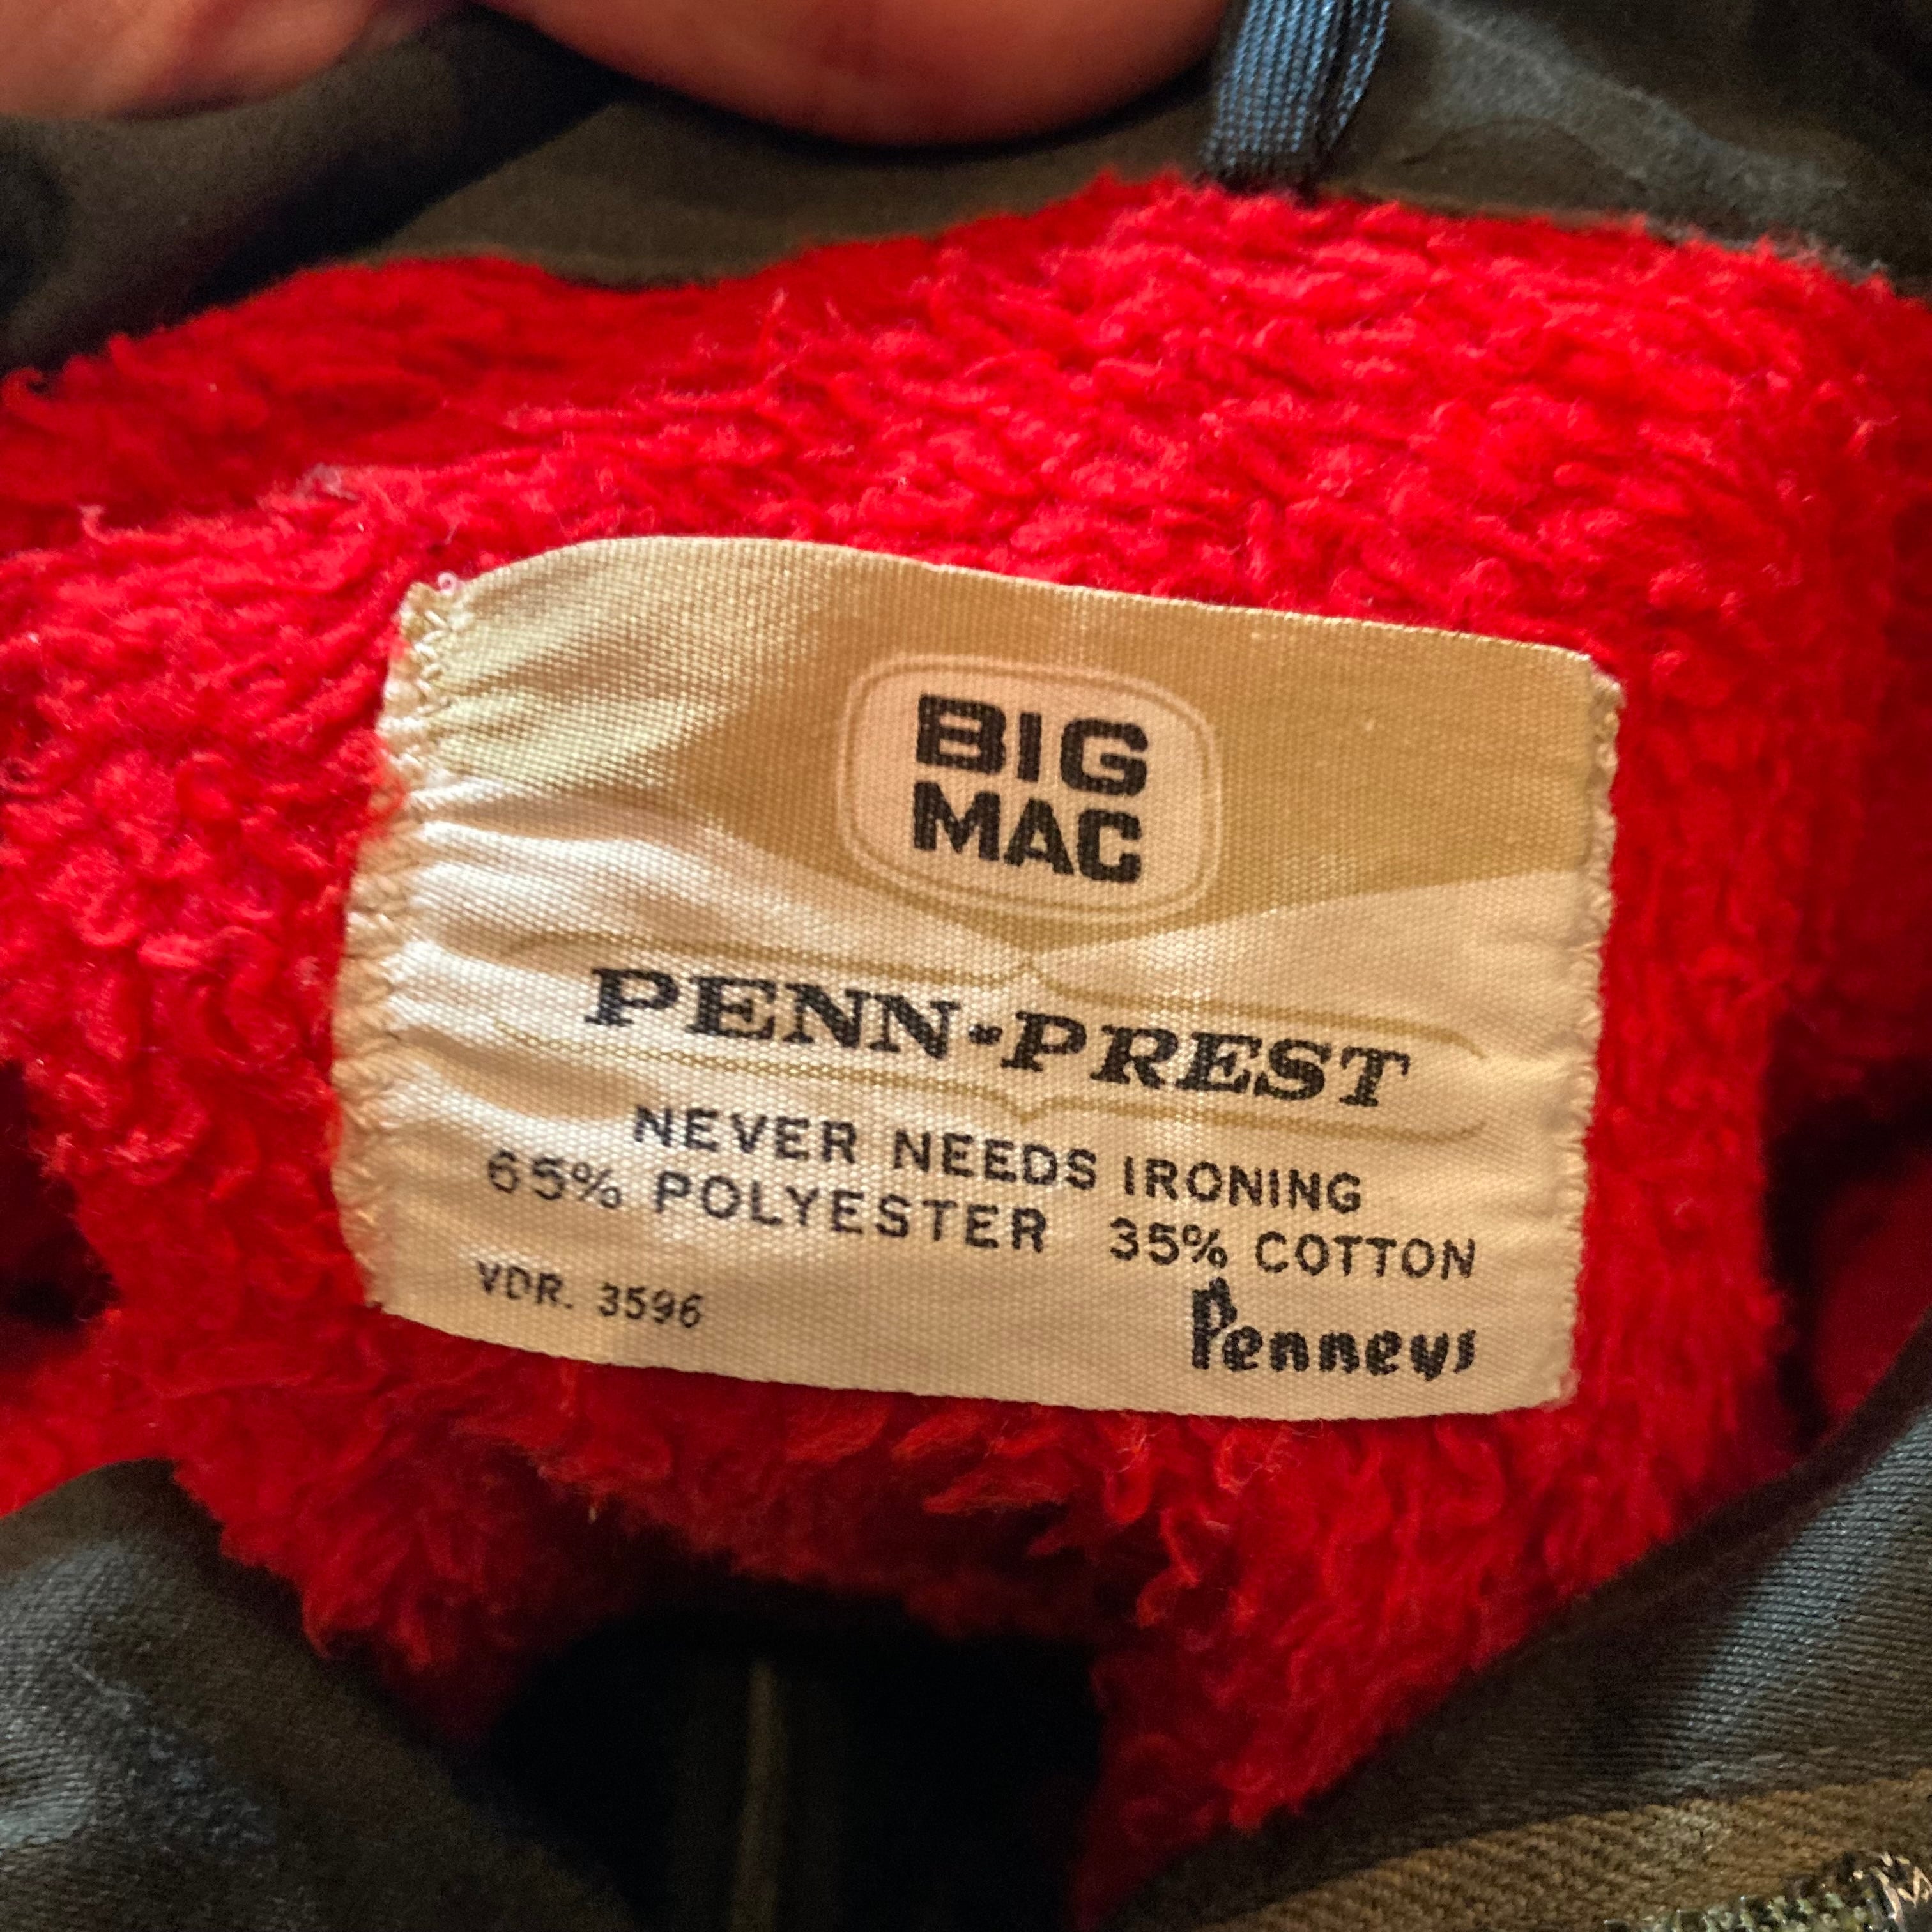 BIG
MAC
PENN-PREST
NEVER NEEDS IRONING
65% POLYESTER 35% COTTON
VDR. 3596
Penneys